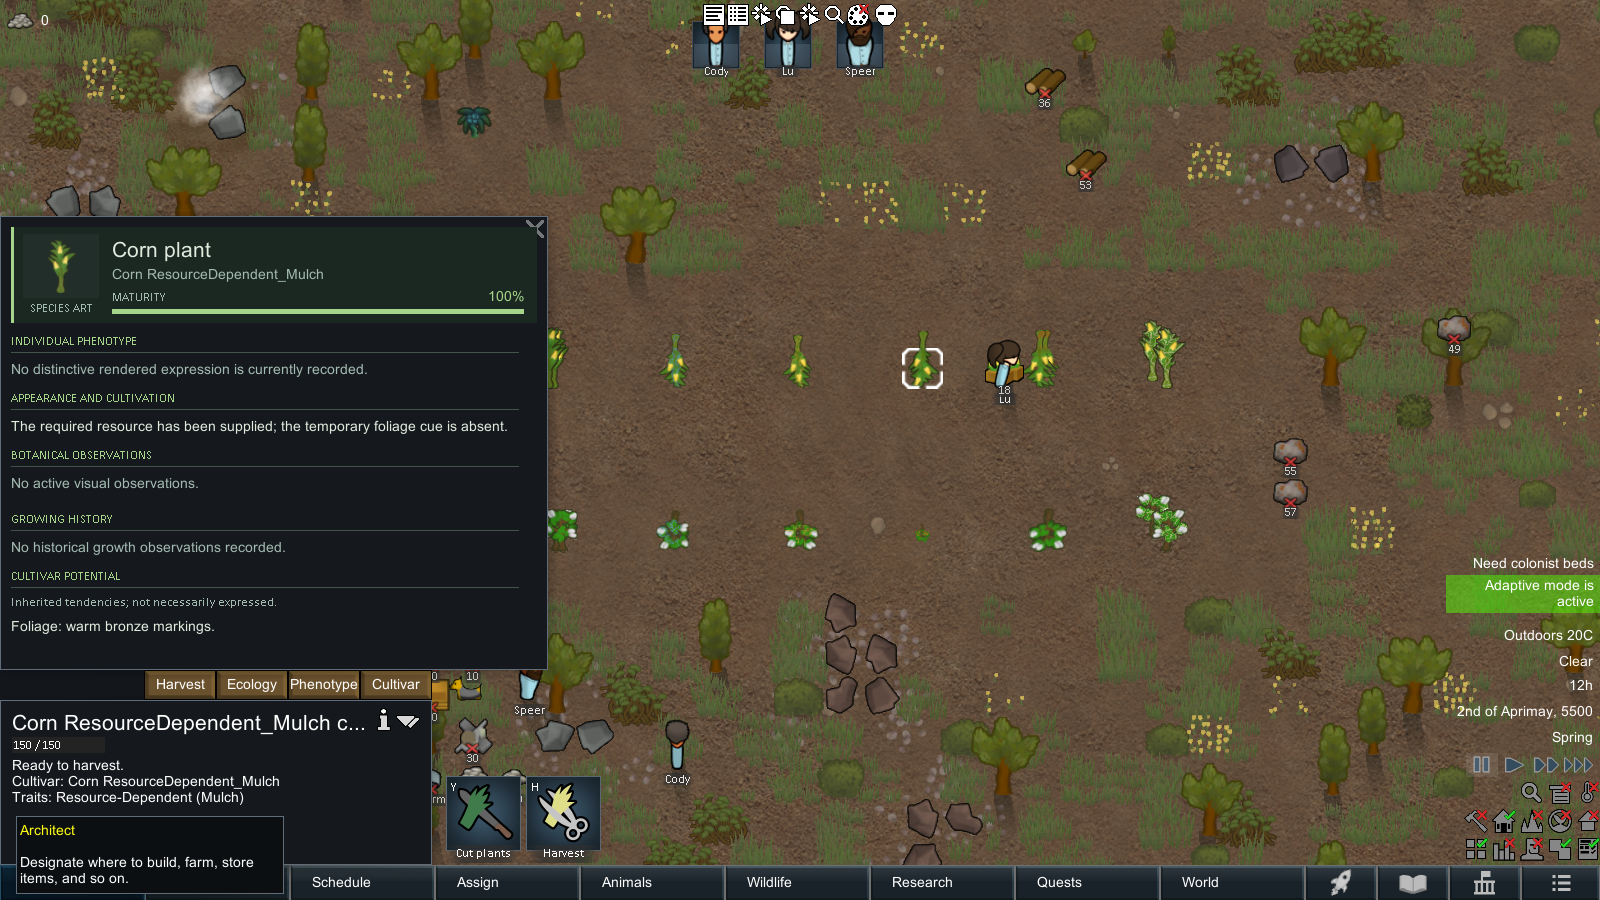 0
Cody
Lu
Speer
36
53
Corn plant
Corn ResourceDependent_Mulch
SPECIES ART
MATURITY
100%
INDIVIDUAL PHENOTYPE
No distinctive rendered expression is currently recorded.
APPEARANCE AND CULTIVATION
The required resource has been supplied; the temporary foliage cue is absent.
BOTANICAL OBSERVATIONS
No active visual observations.
GROWING HISTORY
No historical growth observations recorded.
CULTIVAR POTENTIAL
Inherited tendencies; not necessarily expressed.
Foliage: warm bronze markings.
49
18
Lu
55
57
Need colonist beds
Adaptive mode is
active
Outdoors 20C
Clear
12h
2nd of Aprimay, 5500
Spring
Harvest
Ecology
Phenotype
Cultivar
0
10
0
Speer
30
Cody
Corn ResourceDependent_Mulch c...
150 / 150
Ready to harvest.
Cultivar: Corn ResourceDependent_Mulch
Traits: Resource-Dependent (Mulch)
Y
Cut plants
H
Harvest
Architect
Designate where to build, farm, store
items, and so on.
Schedule
Assign
Animals
Wildlife
Research
Quests
World